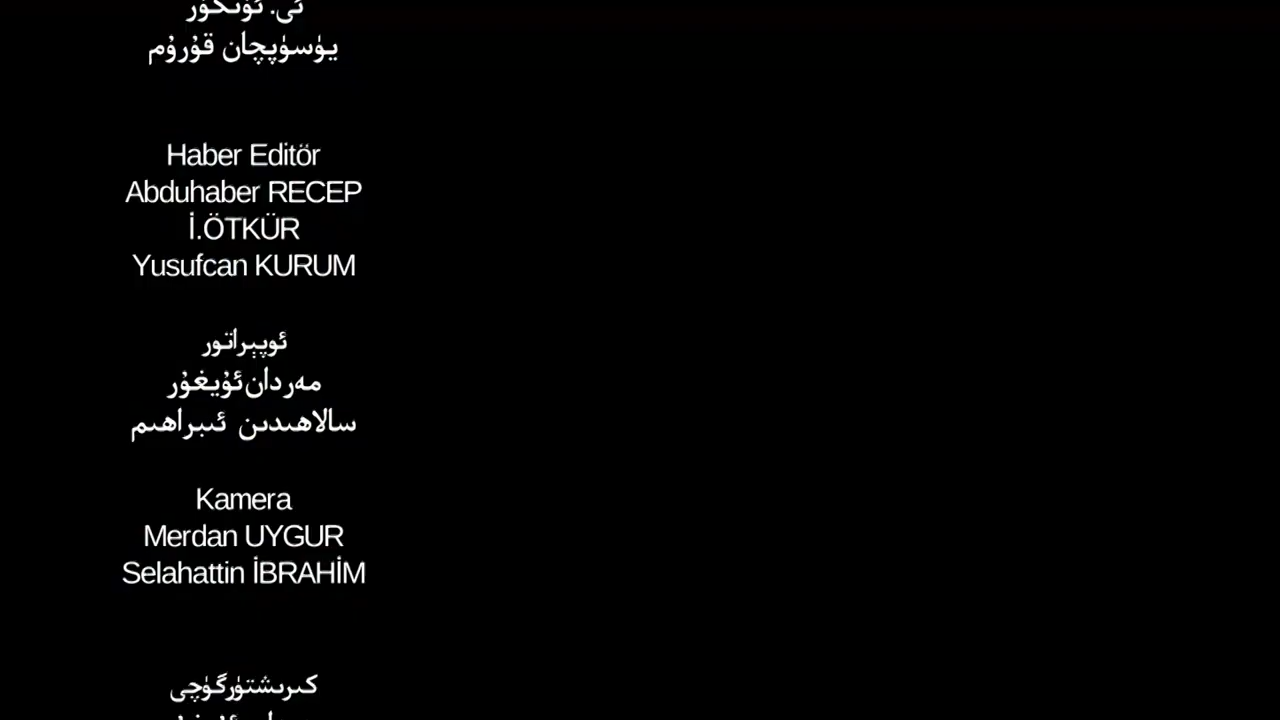 ئى. ئۆتكۈر
يۈسۈپچان قۇرۇم
Haber Editör
Abduhaber RECEP
İ.ÖTKÜR
Yusufcan KURUM
ئوپېراتور
مەردان ئۇيغۇر
سالاھىدىن ئىبراھىم
Kamera
Merdan UYGUR
Selahattin İBRAHİM
كىرىشتۈرگۈچى